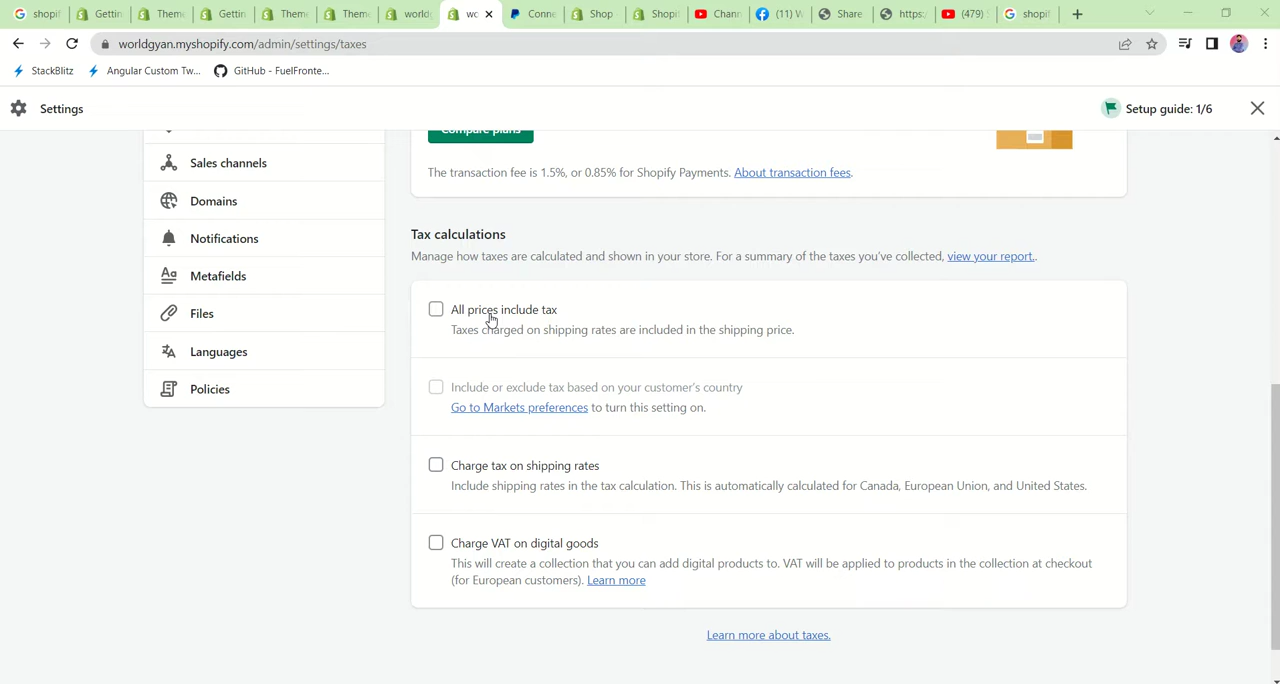 shopif
Gettin
Theme
Gettin
Theme
Theme
world
wo
Conne
Shop
Shopi
Chann
(11) W
Share
https:
(479)
shopif
worldgyan.myshopify.com/admin/settings/taxes
StackBlitz
Angular Custom Tw...
GitHub - FuelFronte...
Settings
Setup guide: 1/6
Compare plans
Sales channels
The transaction fee is 1.5%, or 0.85% for Shopify Payments. About transaction fees.
Domains
Notifications
Metafields
Files
Languages
Policies
Tax calculations
Manage how taxes are calculated and shown in your store. For a summary of the taxes you've collected, view your report..
All prices include tax
Taxes charged on shipping rates are included in the shipping price.
Include or exclude tax based on your customer's country
Go to Markets preferences to turn this setting on.
Charge tax on shipping rates
Include shipping rates in the tax calculation. This is automatically calculated for Canada, European Union, and United States.
Charge VAT on digital goods
This will create a collection that you can add digital products to. VAT will be applied to products in the collection at checkout
(for European customers). Learn more
Learn more about taxes.